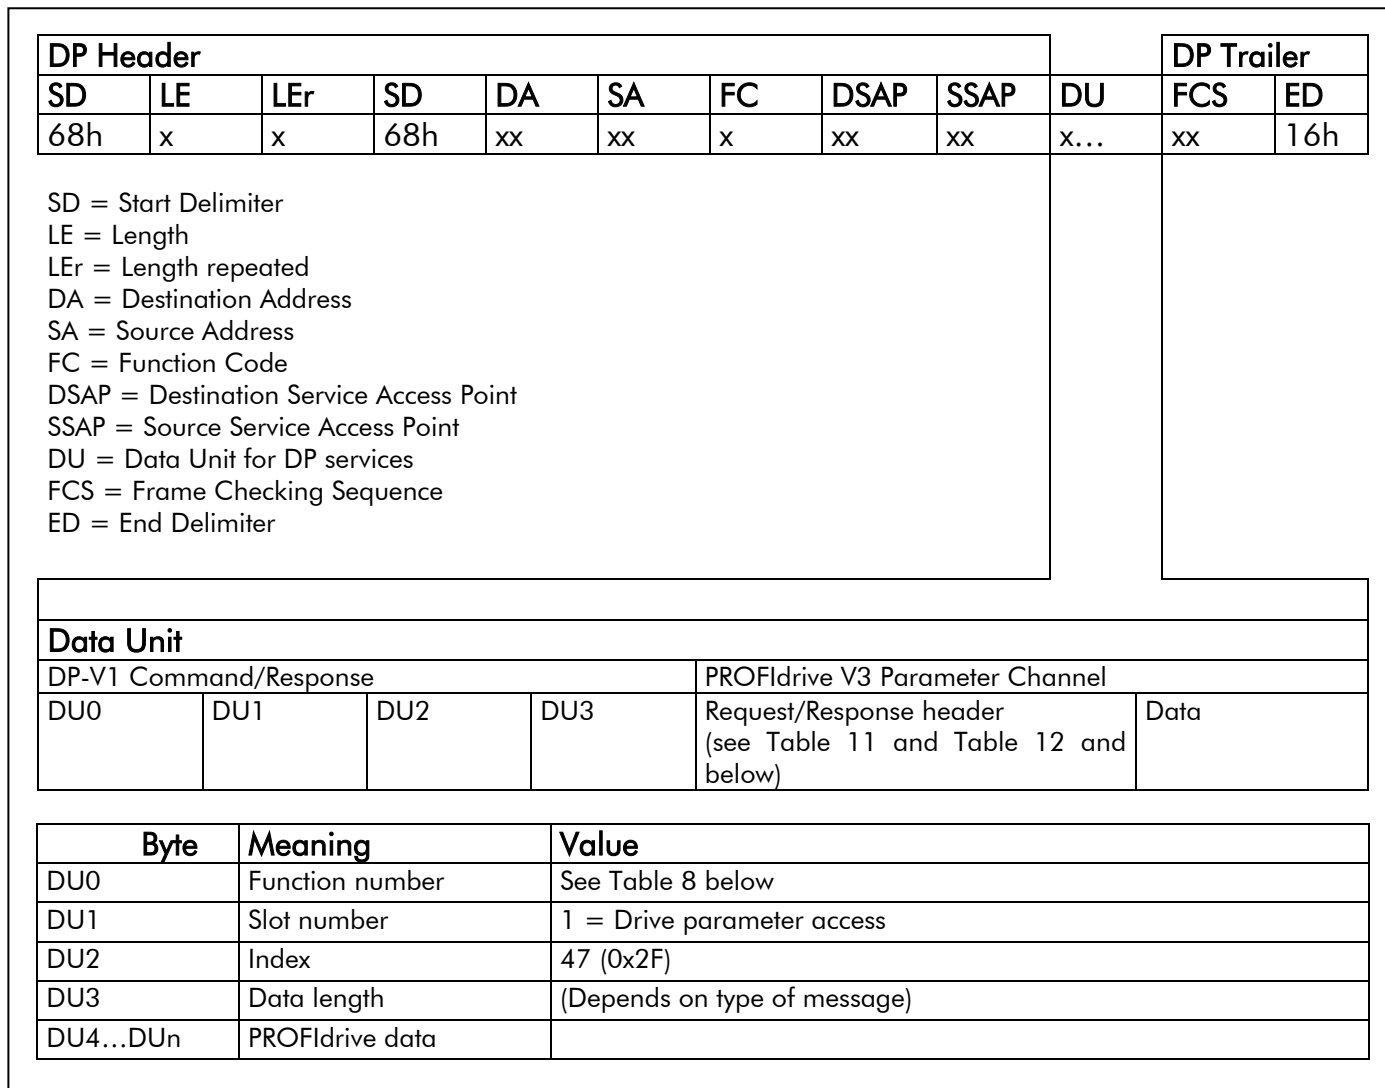 DP Header DP Trailer
SD LE LEr SD DA SA FC DSAP SSAP DU FCS ED
68h x x 68h xx xx x xx xx x… xx 16h
SD = Start Delimiter
LE = Length
LEr = Length repeated
DA = Destination Address
SA = Source Address
FC = Function Code
DSAP = Destination Service Access Point
SSAP = Source Service Access Point
DU = Data Unit for DP services
FCS = Frame Checking Sequence
ED = End Delimiter
Data Unit
DP-V1 Command/Response PROFIdrive V3 Parameter Channel
DU0 DU1 DU2 DU3 Request/Response header Data
(see Table 11 and Table 12 and
below)
Byte Meaning Value
DU0 Function number See Table 8 below
DU1 Slot number 1 = Drive parameter access
DU2 Index 47 (0x2F)
DU3 Data length (Depends on type of message)
DU4…DUn PROFIdrive data